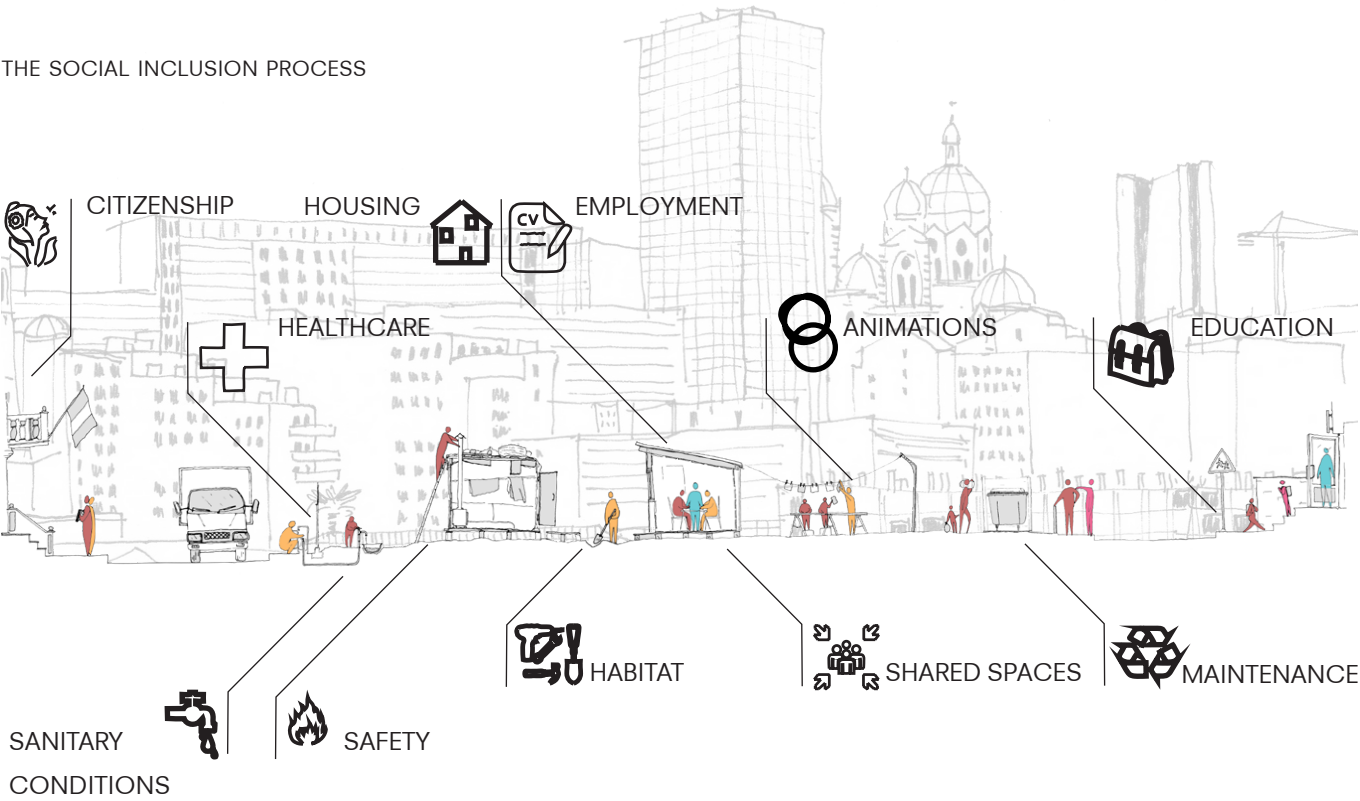 THE SOCIAL INCLUSION PROCESS
CITIZENSHIP
HOUSING
CV
EMPLOYMENT
HEALTHCARE
ANIMATIONS
EDUCATION
HABITAT
SHARED SPACES
MAINTENANCE
SANITARY
CONDITIONS
SAFETY